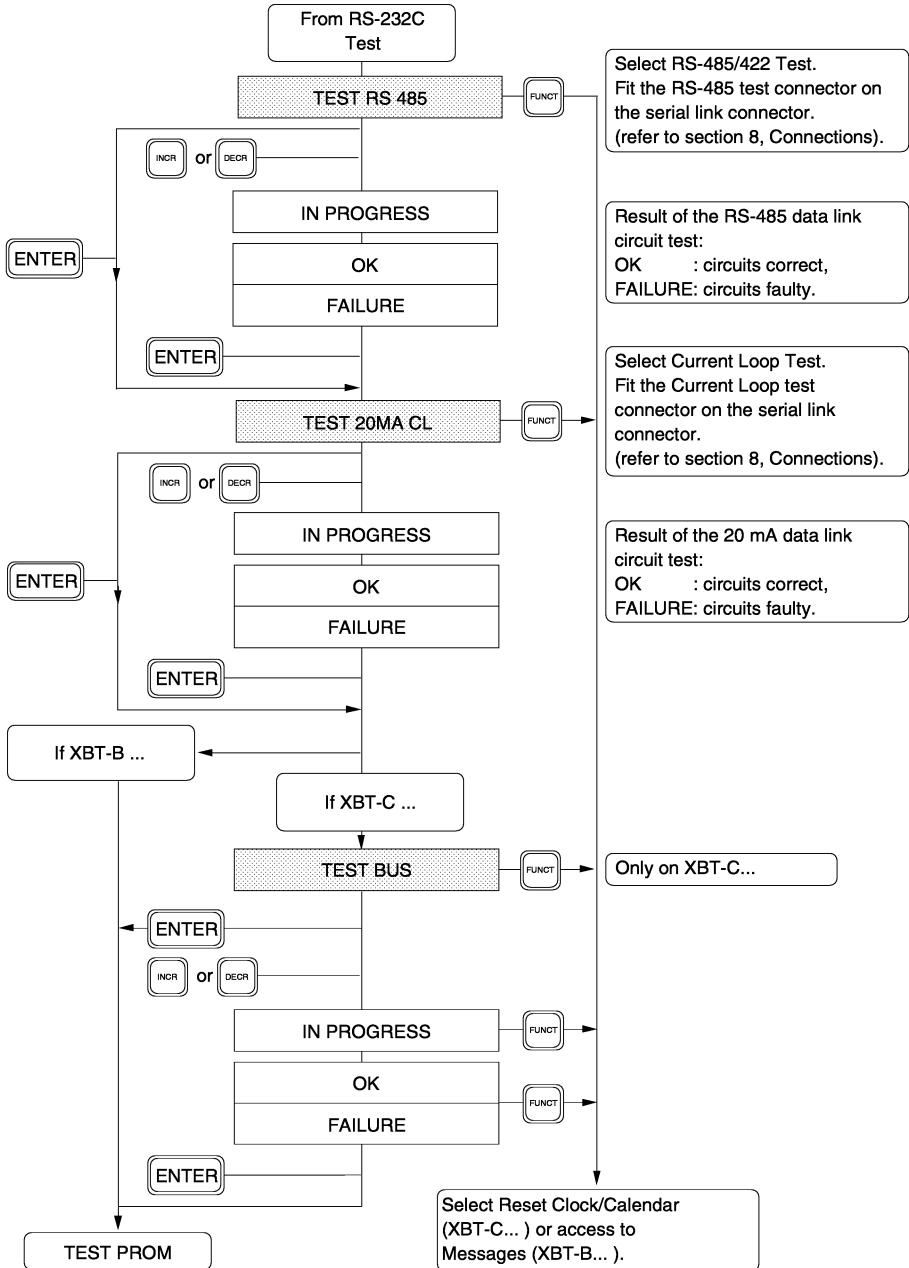 From RS-232C
Test
TEST RS 485
FUNCT
Select RS-485/422 Test.
Fit the RS-485 test connector on
the serial link connector.
(refer to section 8, Connections).
INCR or DECR
IN PROGRESS
ENTER
OK
FAILURE
Result of the RS-485 data link
circuit test:
OK : circuits correct,
FAILURE: circuits faulty.
ENTER
TEST 20MA CL
FUNCT
Select Current Loop Test.
Fit the Current Loop test
connector on the serial link
connector.
(refer to section 8, Connections).
INCR or DECR
IN PROGRESS
ENTER
OK
FAILURE
Result of the 20 mA data link
circuit test:
OK : circuits correct,
FAILURE: circuits faulty.
ENTER
If XBT-B ...
If XBT-C ...
TEST BUS
FUNCT
Only on XBT-C...
ENTER
INCR or DECR
IN PROGRESS
FUNCT
OK
FAILURE
FUNCT
ENTER
TEST PROM
Select Reset Clock/Calendar
(XBT-C... ) or access to
Messages (XBT-B... ).